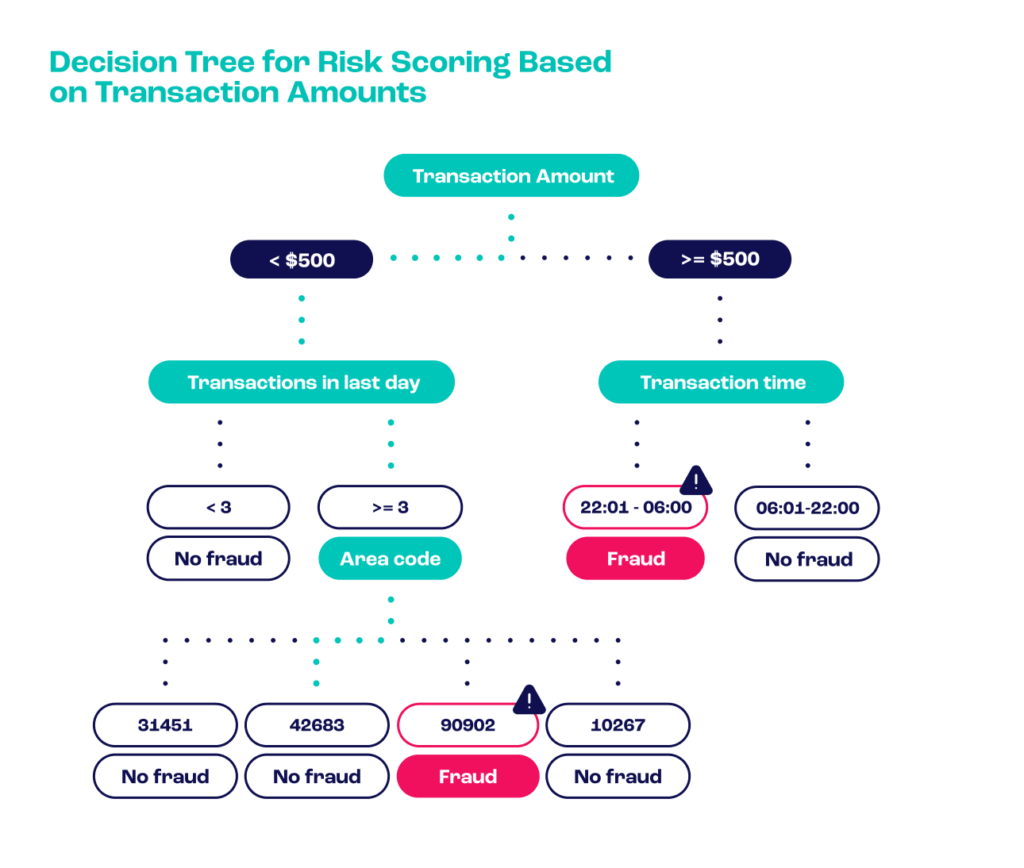 Decision Tree for Risk Scoring Based
on Transaction Amounts
Transaction Amount
< $500
>= $500
Transactions in last day
Transaction time
< 3
>= 3
22:01 - 06:00
06:01-22:00
No fraud
Area code
Fraud
No fraud
31451
42683
90902
10267
No fraud
No fraud
Fraud
No fraud